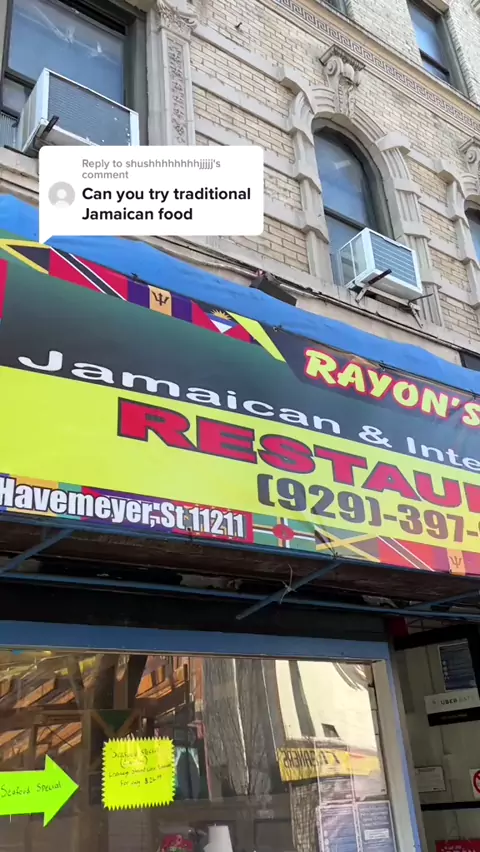 Reply to shushhhhhhhhjjjjj's
comment
Can you try traditional
Jamaican food
RAYON'S
Jamaican & Inte
RESTAU
(929)-397-
Havemeyer, St 11211
Seafood Special
Special